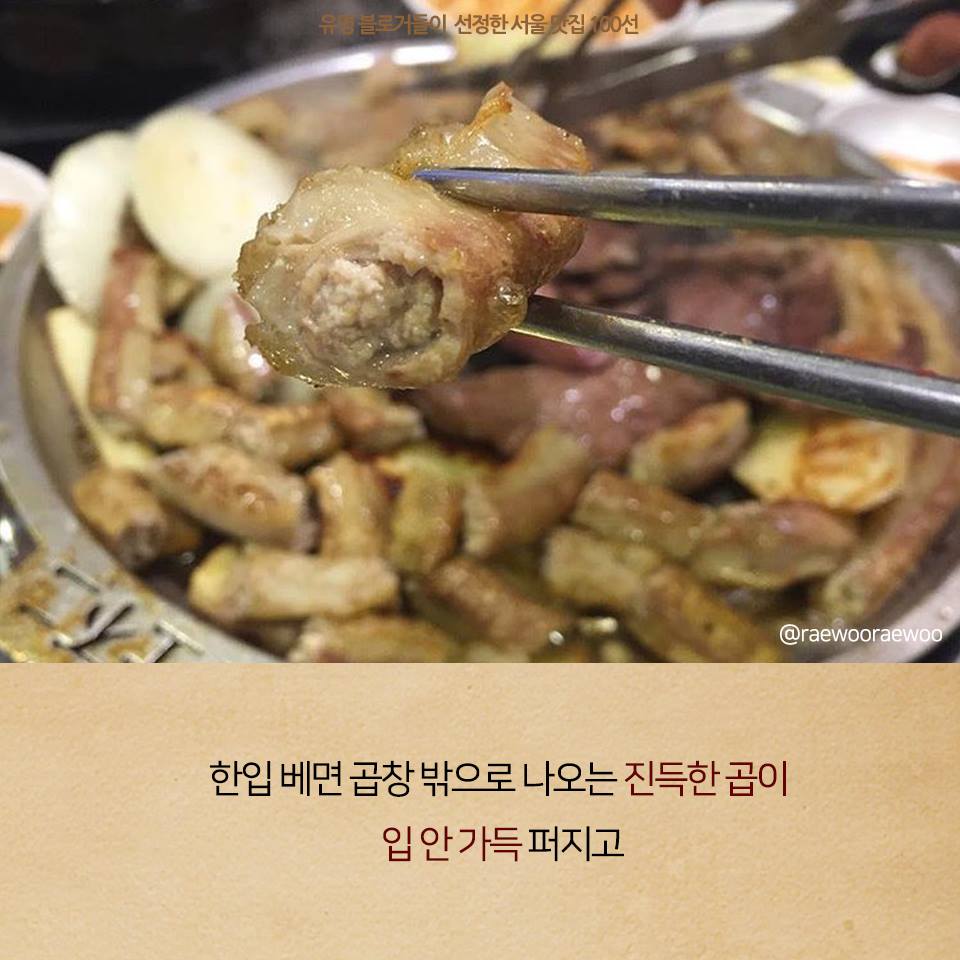 유명 블로거들이 선정한 서울 맛집 100선
@raewooraewoo
한입 베면 곱창 밖으로 나오는 진득한 곱이
입 안 가득 퍼지고